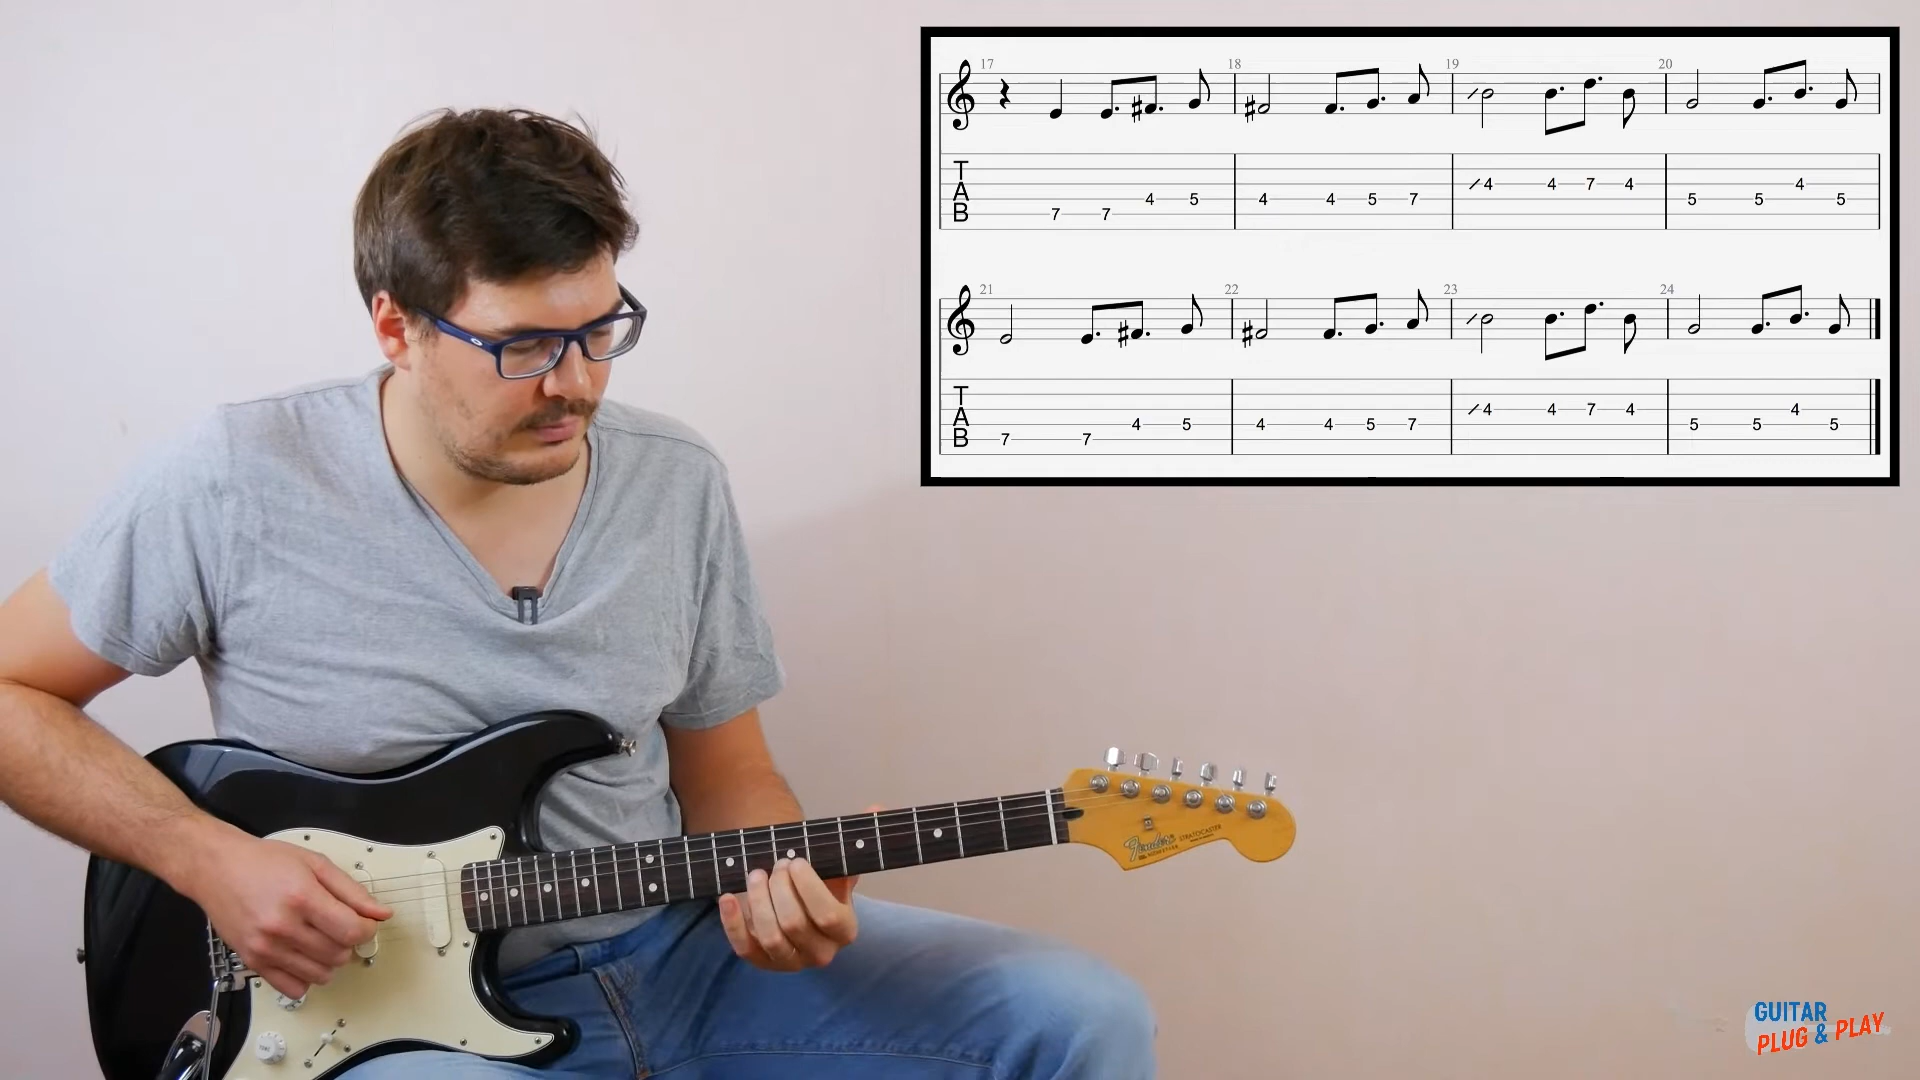 17 18 19 20
T
A
B
4 4 7 4 4
4 5 4 4 5 7 5 5 5
7 7
21 22 23 24
T
A
B
4 4 7 4 4
4 5 4 4 5 7 5 5 5
7 7
Fender
STRATOCASTER
GUITAR
PLUG & PLAY